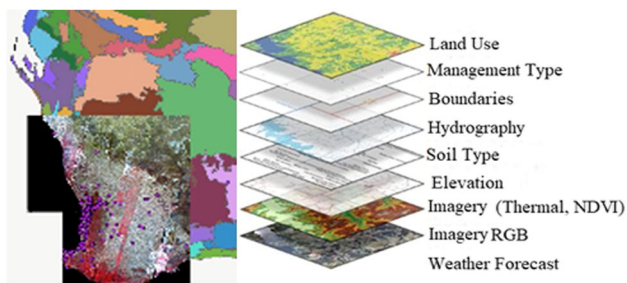 Land Use
Management Type
Boundaries
Hydrography
Soil Type
Elevation
Imagery (Thermal, NDVI)
Imagery RGB
Weather Forecast